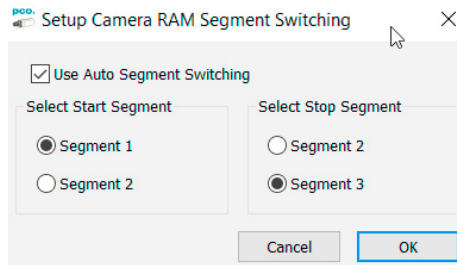 pco.
Setup Camera RAM Segment Switching
Use Auto Segment Switching
Select Start Segment
Segment 1
Segment 2
Select Stop Segment
Segment 2
Segment 3
Cancel
OK